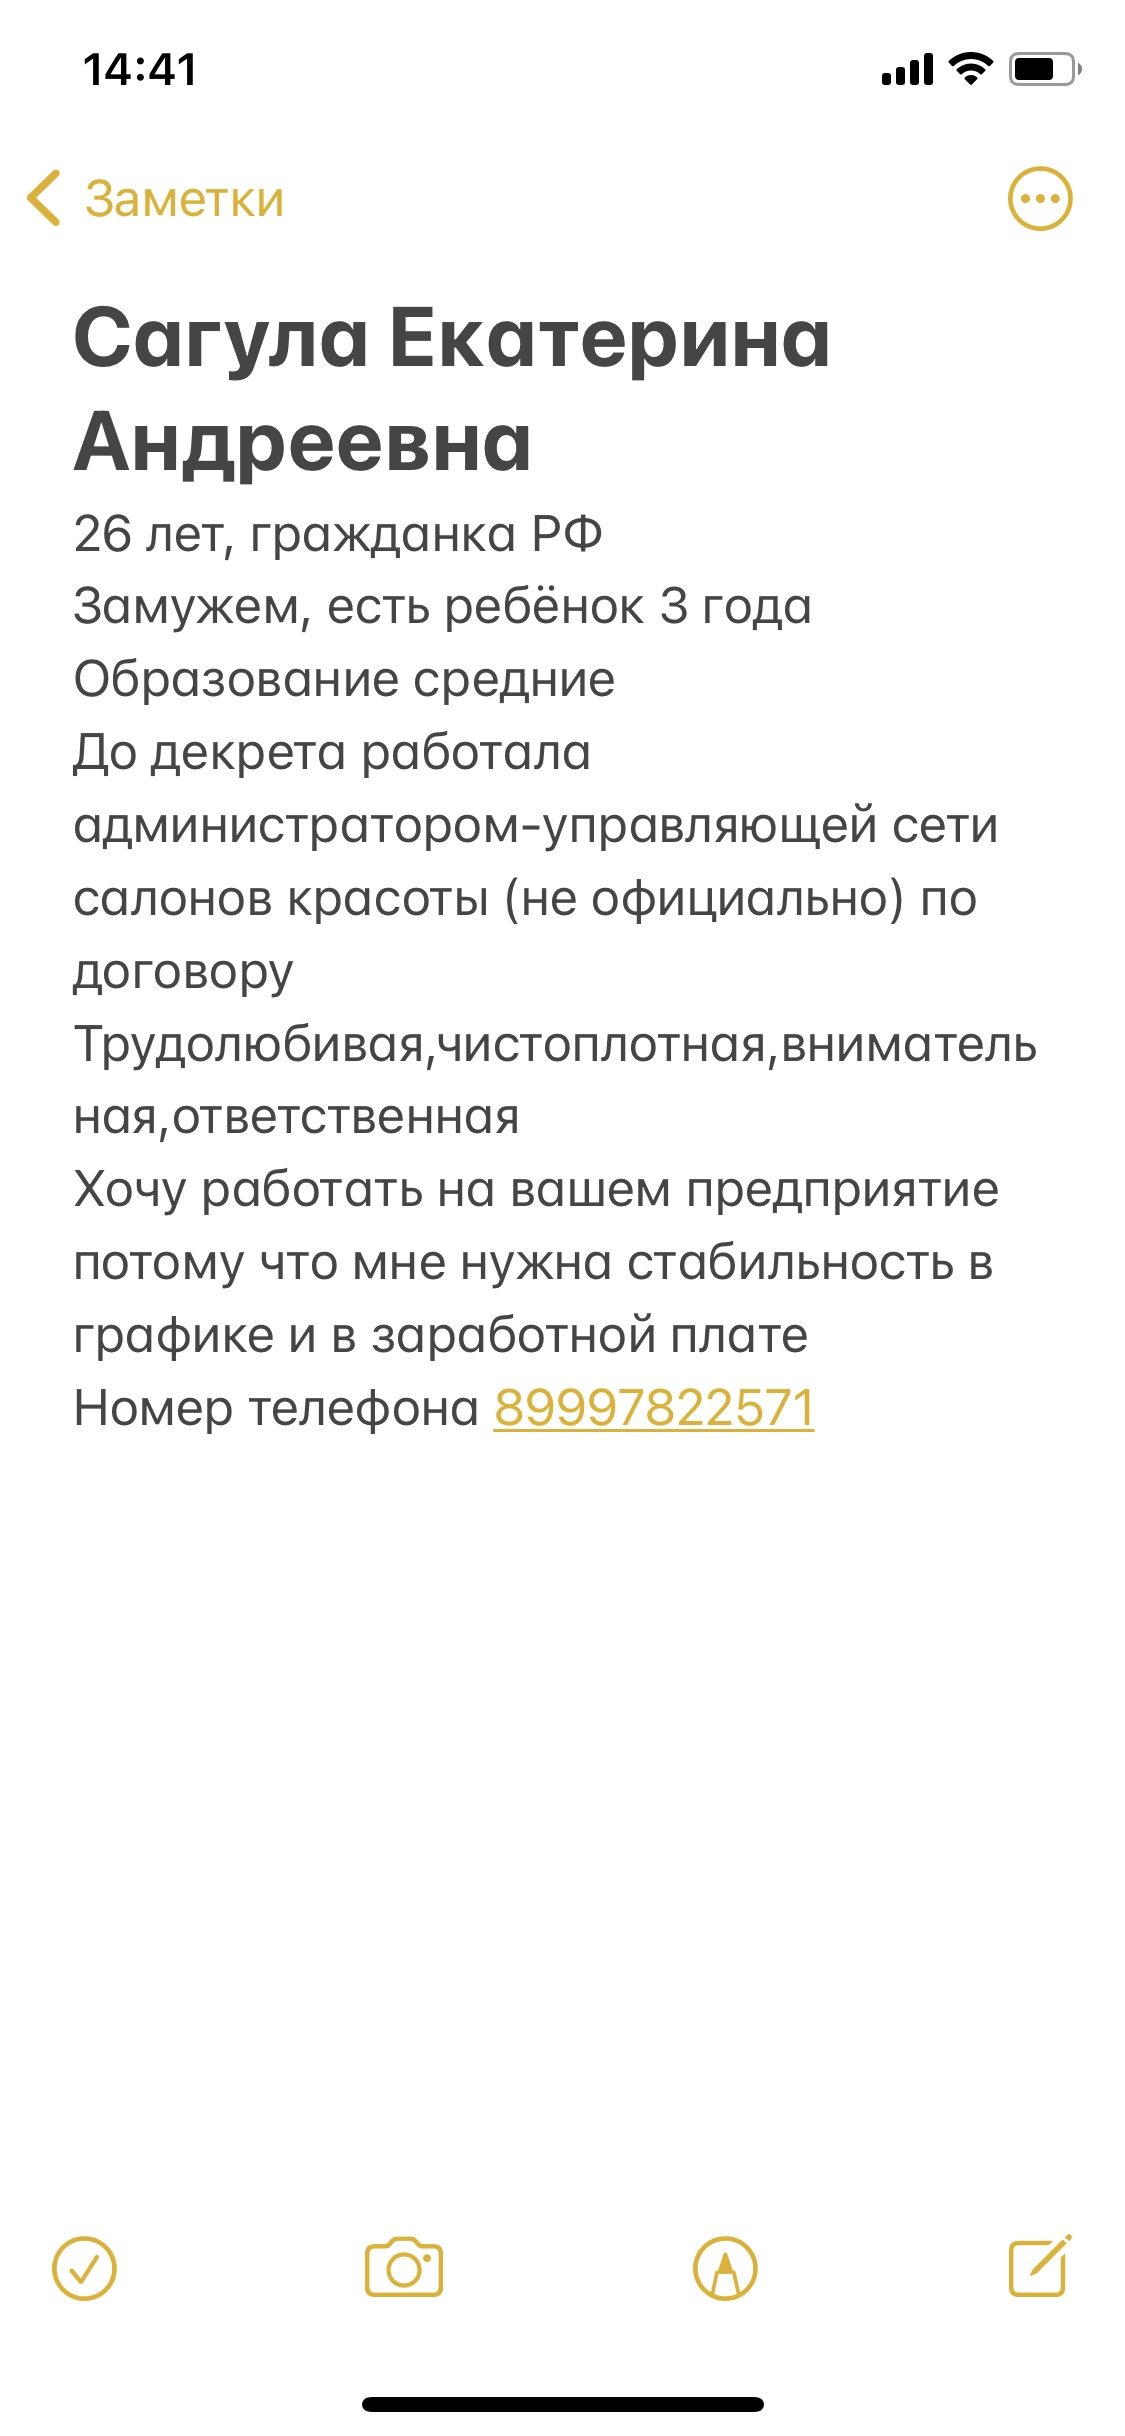 14:41
Заметки
Сагула Екатерина
Андреевна
26 лет, гражданка РФ
Замужем, есть ребёнок 3 года
Образование средние
До декрета работала
администратором-управляющей сети
салонов красоты (не официально) по
договору
Трудолюбивая,чистоплотная,вниматель
ная,ответственная
Хочу работать на вашем предприятие
потому что мне нужна стабильность в
графике и в заработной плате
Номер телефона 89997822571